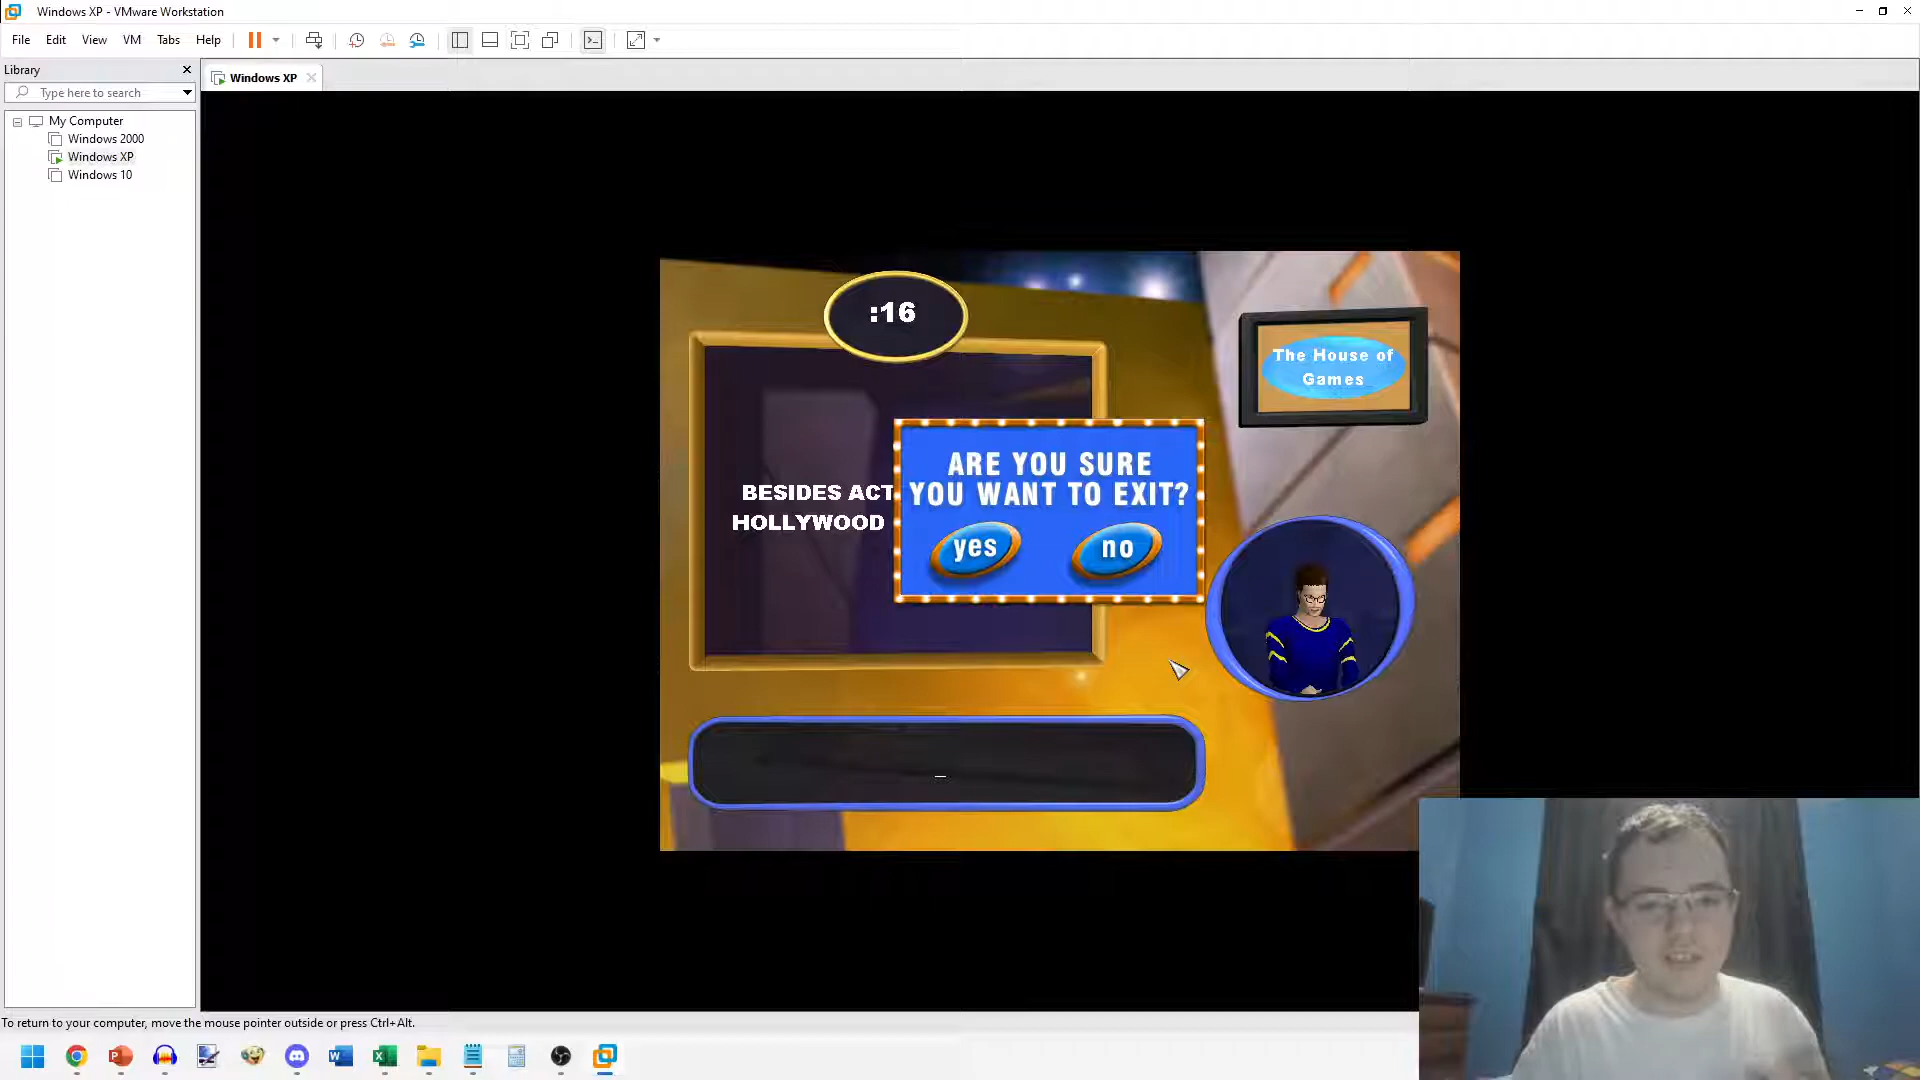 Windows XP - VMware Workstation
File Edit View VM Tabs Help
Library
Type here to search
My Computer
Windows 2000
Windows XP
Windows 10
Windows XP
:16
The House of
Games
BESIDES ACT
HOLLYWOOD
ARE YOU SURE
YOU WANT TO EXIT?
yes
no
To return to your computer, move the mouse pointer outside or press Ctrl+Alt.